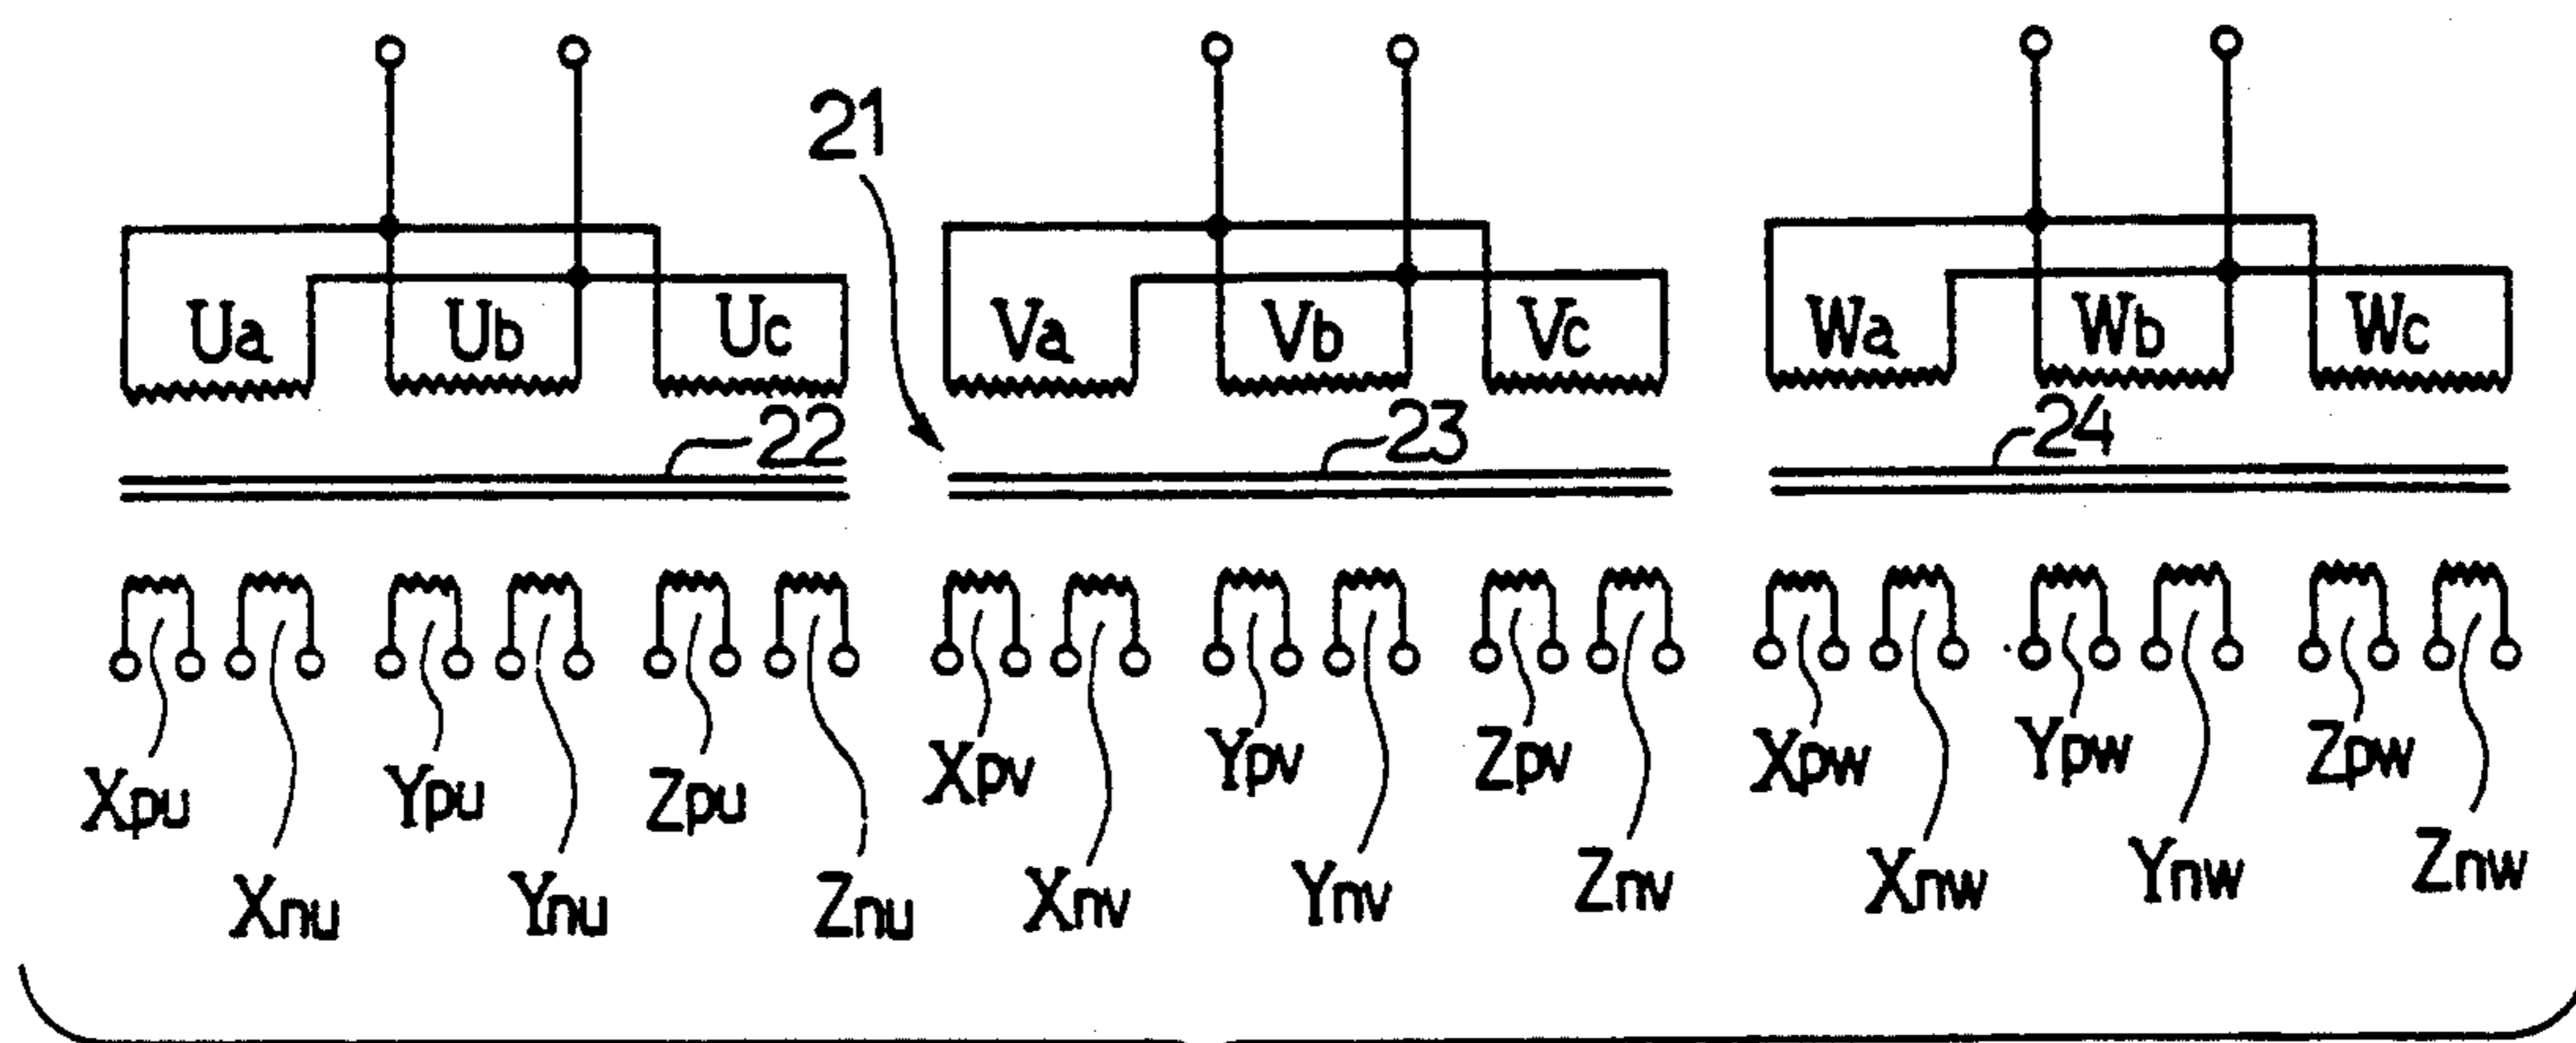 21
Ua Ub Uc Va Vb Vc Wa Wb Wc
22 23 24
Xpu Ypu Zpu Xpv Ypv Zpv Xpw Ypw Zpw
Xnu Ynu Znu Xnv Ynv Znv Xnw Ynw Znw